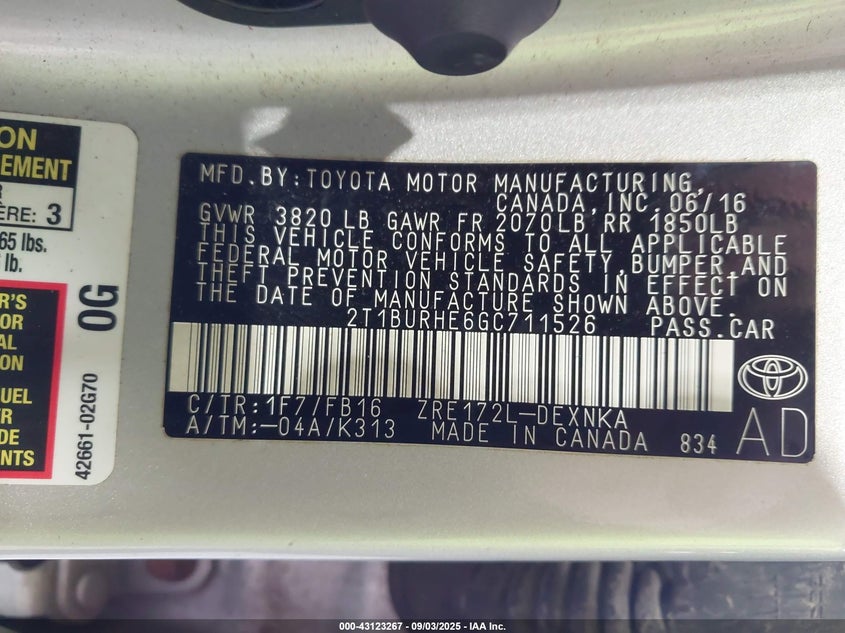 ON
EMENT
R
ÈRE: 3
65 lbs.
lb.
'S
OR
AL
ION
UEL
R
DE
NTS
0G
42661-02G70
MFD.BY:TOYOTA MOTOR MANUFACTURING,
CANADA,INC.06/16
GVWR 3820 LB GAWR FR 2070LB RR 1850LB
THIS VEHICLE CONFORMS TO ALL APPLICABLE
FEDERAL MOTOR VEHICLE SAFETY,BUMPER,AND
THEFT PREVENTION STANDARDS IN EFFECT ON
THE DATE OF MANUFACTURE SHOWN ABOVE.
2T1BURHE6GC711526 PASS.CAR
C/TR:1F7/FB16 ZRE172L-DEXNKA
A/TM:-04A/K313 MADE IN CANADA 834
AD
000-43123267 - 09/03/2025 - IAA Inc.